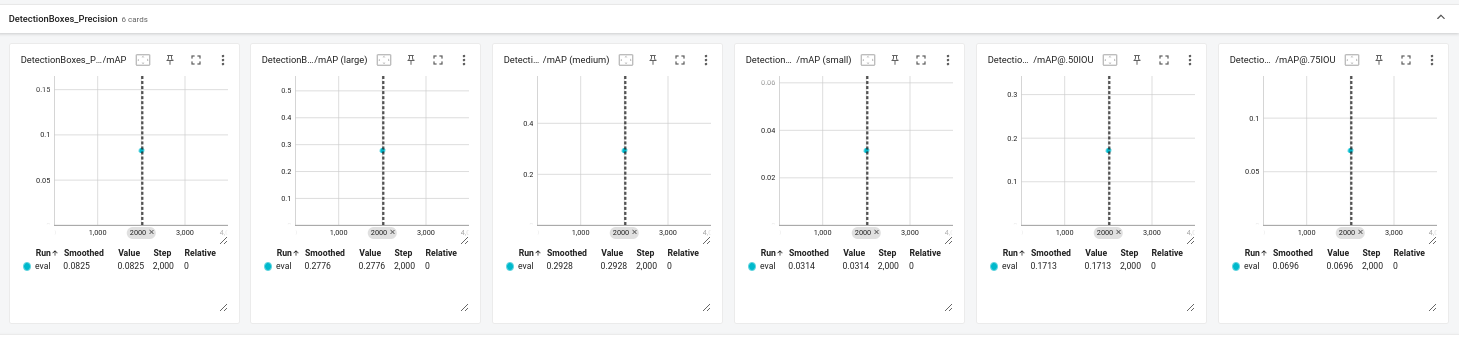 DetectionBoxes_Precision 6 cards
DetectionBoxes_P.../mAP
0.15
0.1
0.05
1,000 2000 × 3,000 4,
Run↑ Smoothed Value Step Relative
eval 0.0825 0.0825 2,000 0
DetectionB.../mAP (large)
0.5
0.4
0.3
0.2
0.1
1,000 2000 × 3,000 4,
Run↑ Smoothed Value Step Relative
eval 0.2776 0.2776 2,000 0
Detecti... /mAP (medium)
0.4
0.2
1,000 2000 × 3,000 4,
Run↑ Smoothed Value Step Relative
eval 0.2928 0.2928 2,000 0
Detection... /mAP (small)
0.06
0.04
0.02
1,000 2000 × 3,000 4,
Run↑ Smoothed Value Step Relative
eval 0.0314 0.0314 2,000 0
Detectio... /mAP@.50IOU
0.3
0.2
0.1
1,000 2000 × 3,000 4,
Run↑ Smoothed Value Step Relative
eval 0.1713 0.1713 2,000 0
Detectio... /mAP@.75IOU
0.1
0.05
1,000 2000 × 3,000 4,
Run↑ Smoothed Value Step Relative
eval 0.0696 0.0696 2,000 0